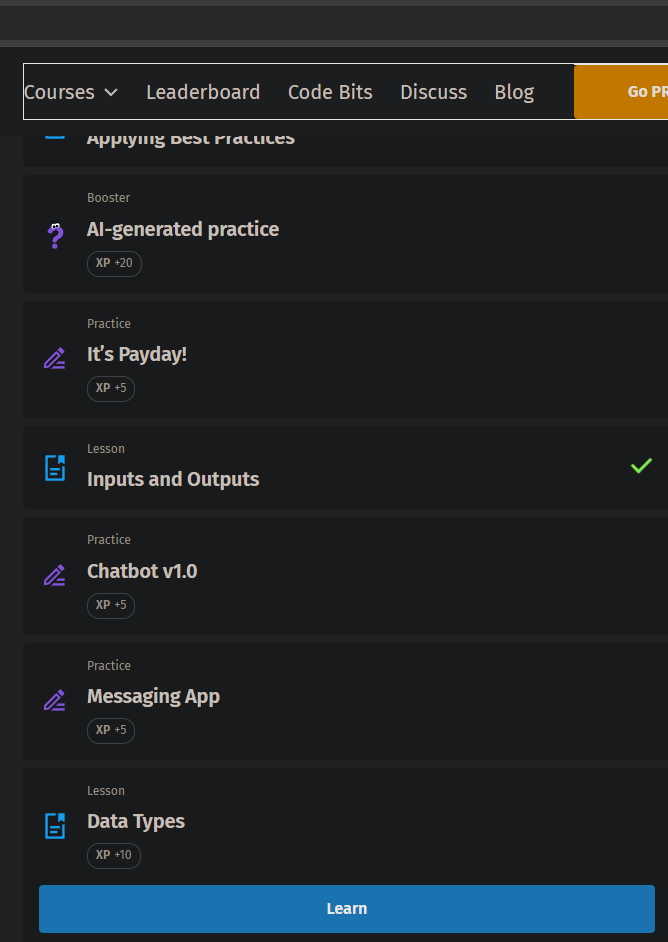 Courses Leaderboard Code Bits Discuss Blog Go PR
Applying Best Practices
Booster
AI-generated practice
XP +20
Practice
It’s Payday!
XP +5
Lesson
Inputs and Outputs
Practice
Chatbot v1.0
XP +5
Practice
Messaging App
XP +5
Lesson
Data Types
XP +10
Learn